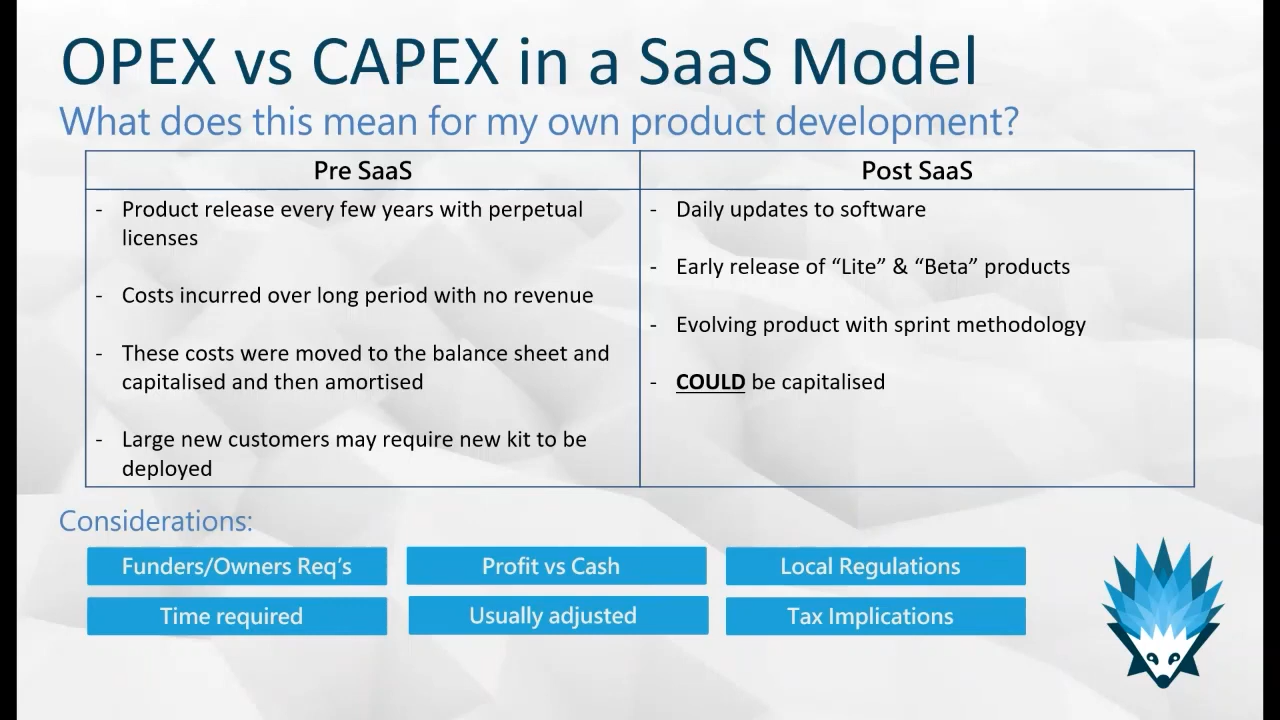 OPEX vs CAPEX in a SaaS Model
What does this mean for my own product development?
Pre SaaS
- Product release every few years with perpetual
licenses
- Costs incurred over long period with no revenue
- These costs were moved to the balance sheet and
capitalised and then amortised
- Large new customers may require new kit to be
deployed
Post SaaS
- Daily updates to software
- Early release of “Lite” & “Beta” products
- Evolving product with sprint methodology
- COULD be capitalised
Considerations:
Funders/Owners Req’s
Profit vs Cash
Local Regulations
Time required
Usually adjusted
Tax Implications